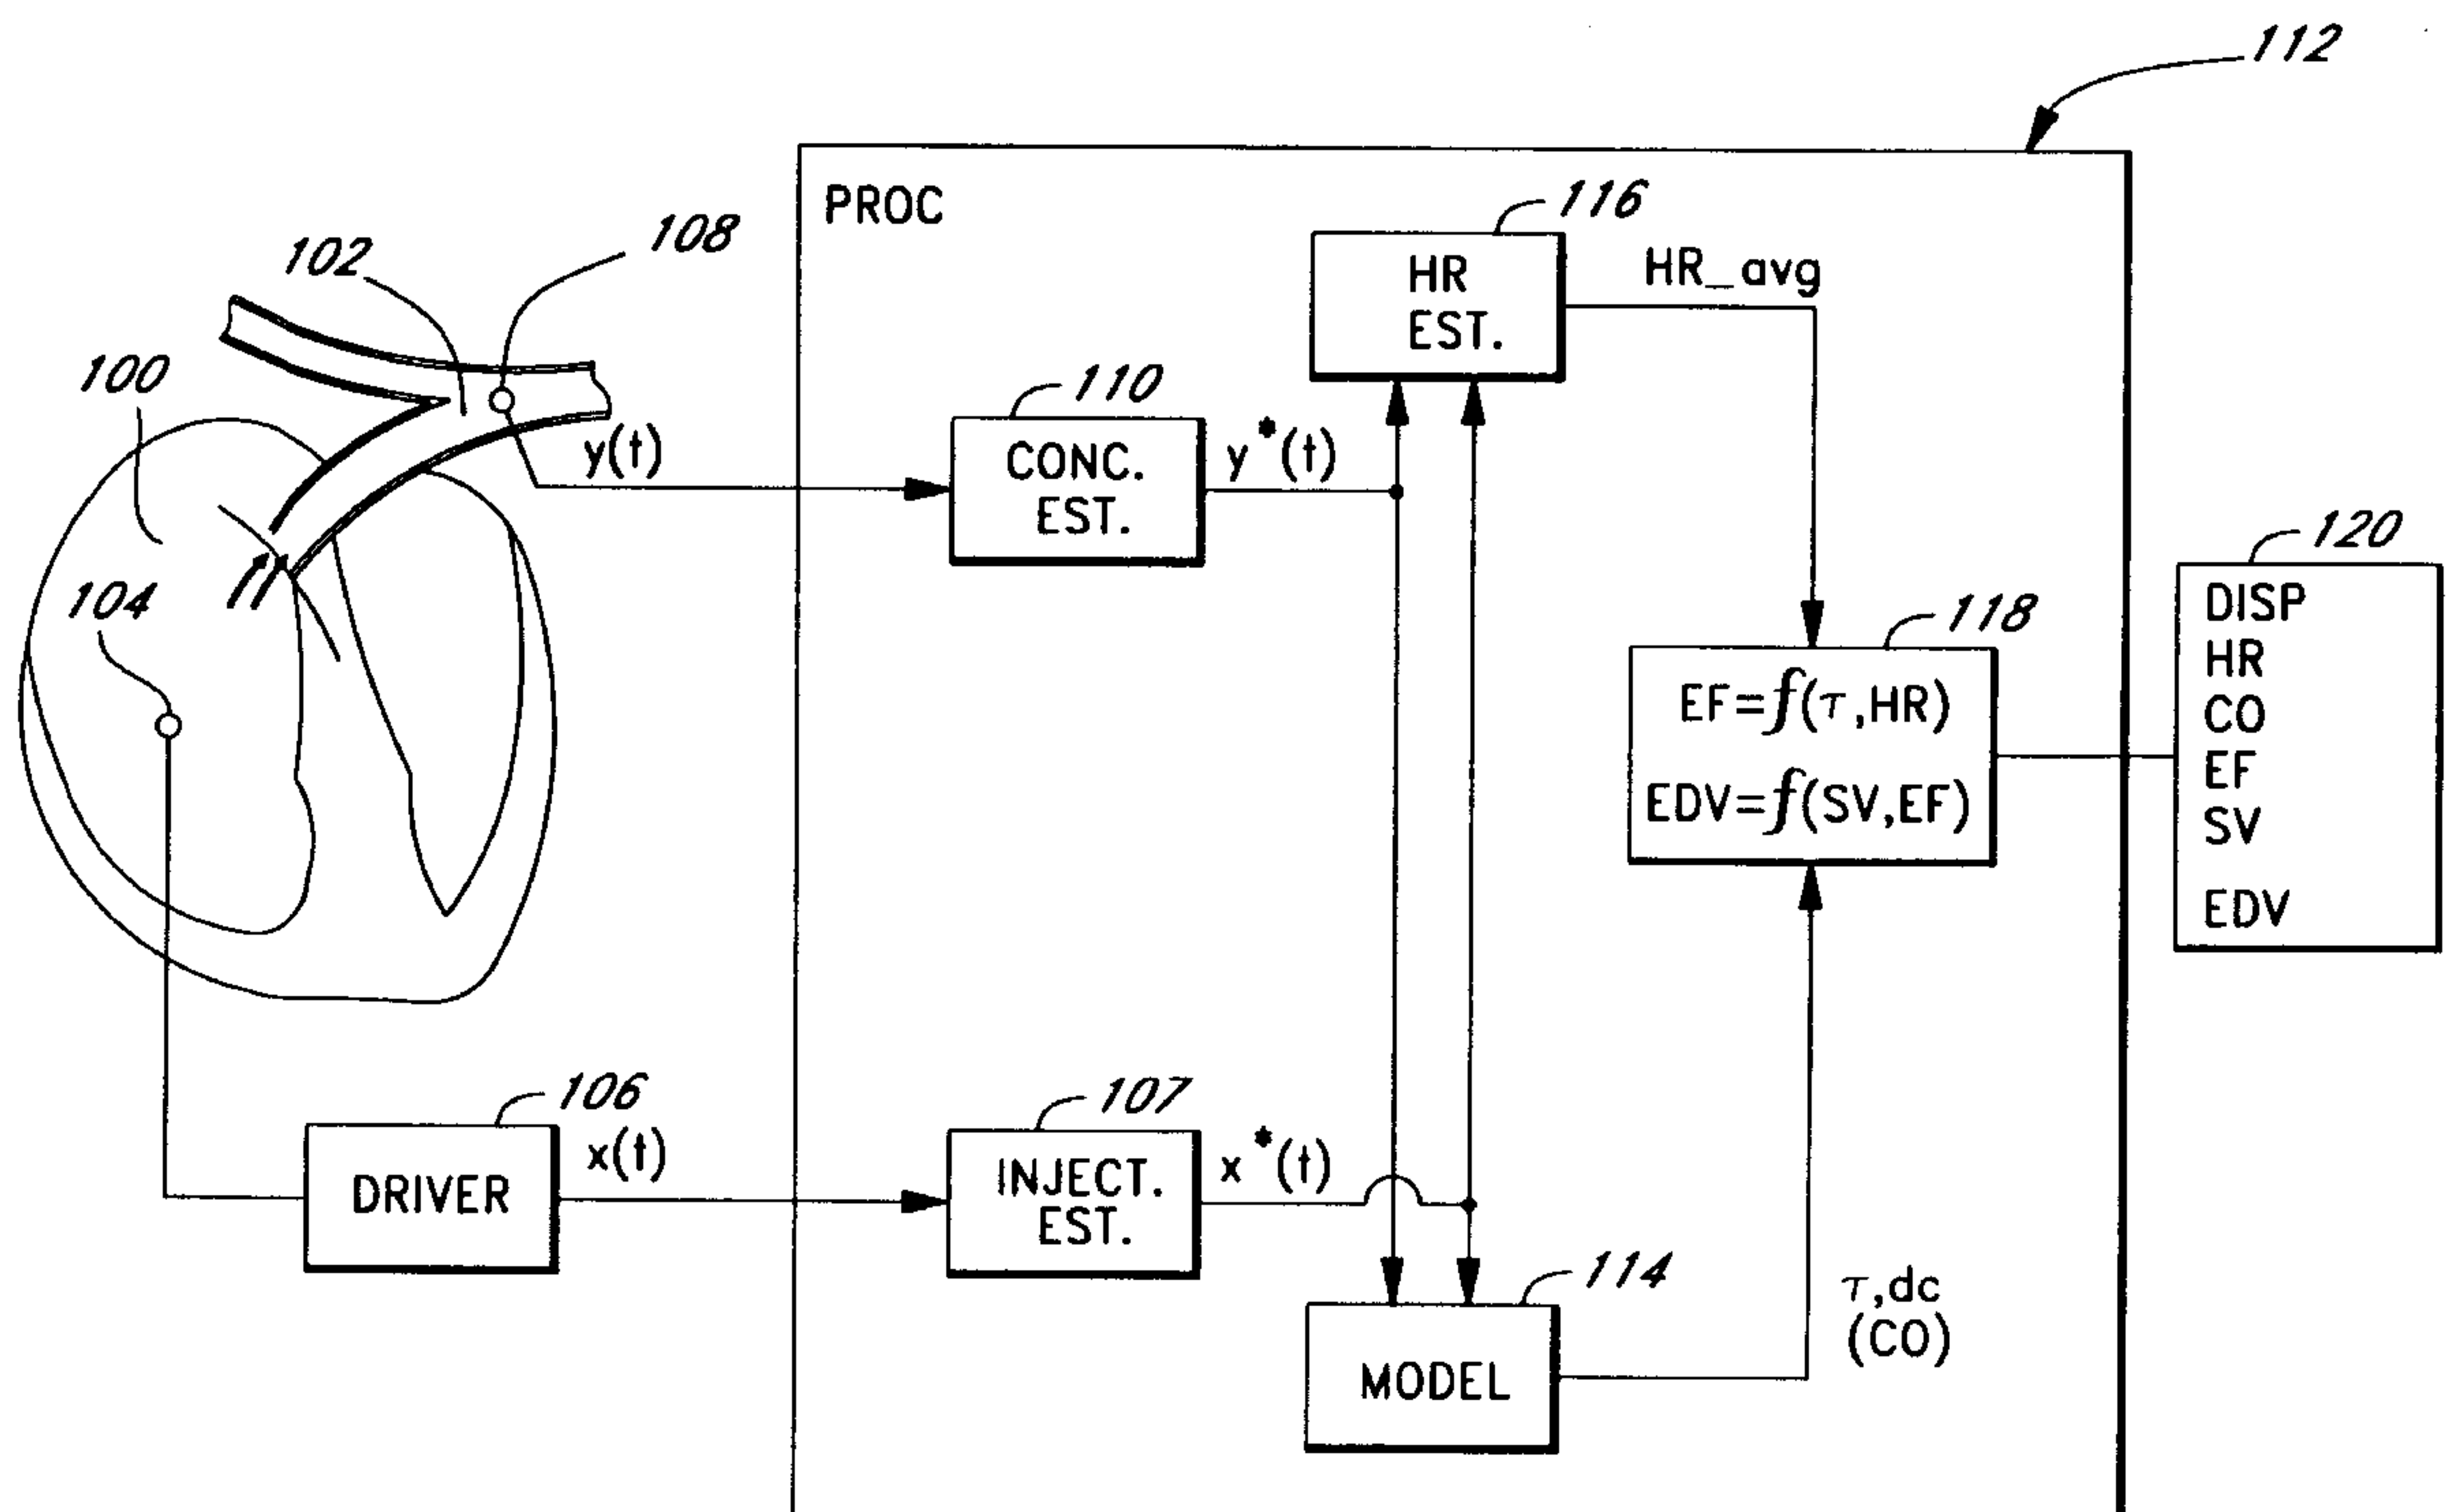 112
PROC
116
HR
EST.
HR_avg
102
108
100
110
CONC.
EST.
y(t)
y*(t)
104
118
EF=f(τ,HR)
EDV=f(SV,EF)
120
DISP
HR
CO
EF
SV
EDV
106
DRIVER
x(t)
107
INJECT.
EST.
x*(t)
114
MODEL
τ,dc
(CO)